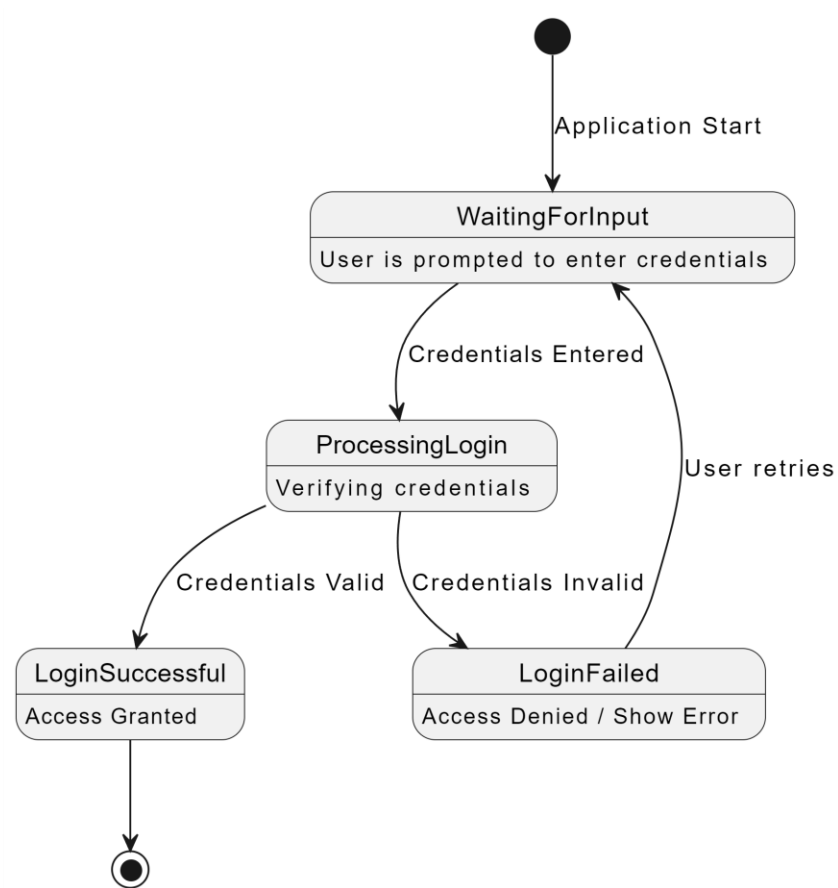 Application Start
WaitingForInput
User is prompted to enter credentials
Credentials Entered
ProcessingLogin
Verifying credentials
User retries
Credentials Valid
Credentials Invalid
LoginSuccessful
Access Granted
LoginFailed
Access Denied / Show Error